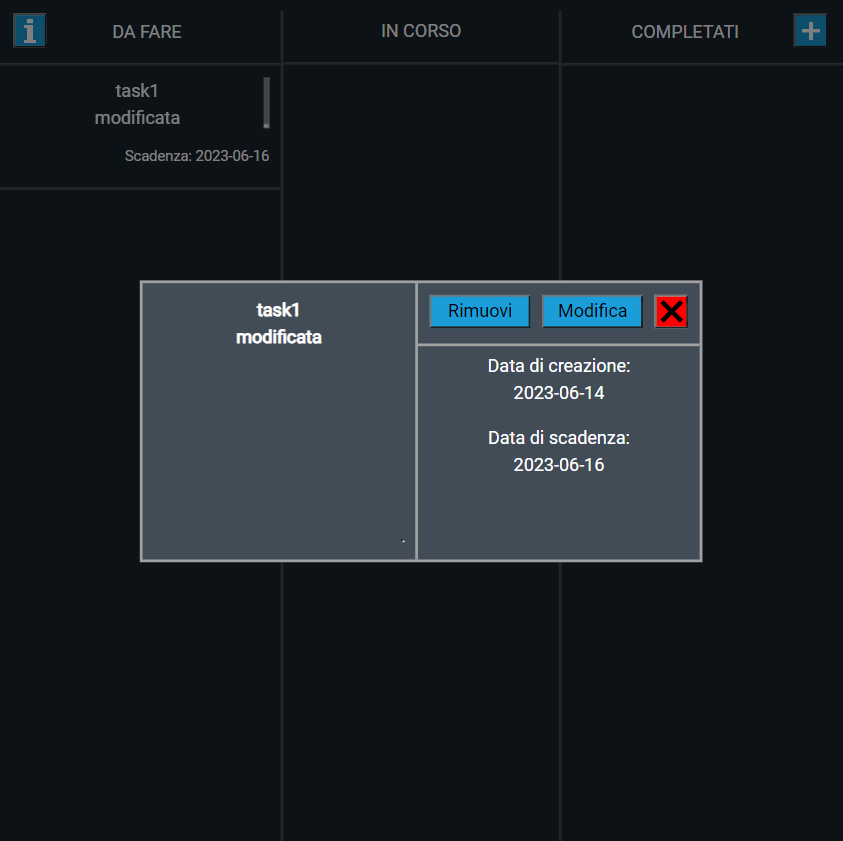 i
DA FARE
IN CORSO
COMPLETATI
+
task1
modificata
Scadenza: 2023-06-16
task1
modificata
Rimuovi
Modifica
X
Data di creazione:
2023-06-14
Data di scadenza:
2023-06-16